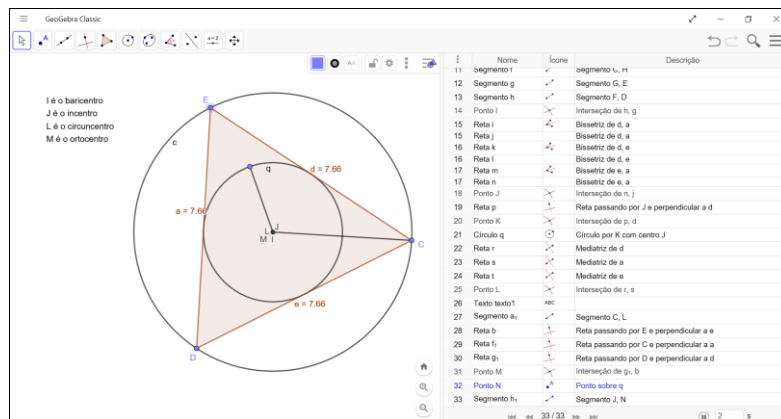 GeoGebra Classic
a=2
AA
I é o baricentro
J é o incentro
L é o circuncentro
M é o ortocentro
E
c
q
d = 7.66
a = 7.66
L
J
M
I
C
e = 7.66
D
Nome
Ícone
Descrição
11 Segmento f Segmento C, H
12 Segmento g Segmento G, E
13 Segmento h Segmento F, D
14 Ponto I Interseção de h, g
15 Reta i Bissetriz de d, a
15 Reta j Bissetriz de d, a
16 Reta k Bissetriz de d, e
16 Reta l Bissetriz de d, e
17 Reta m Bissetriz de e, a
17 Reta n Bissetriz de e, a
18 Ponto J Interseção de n, j
19 Reta p Reta passando por J e perpendicular a d
20 Ponto K Interseção de p, d
21 Círculo q Círculo por K com centro J
22 Reta r Mediatriz de d
23 Reta s Mediatriz de a
24 Reta t Mediatriz de e
25 Ponto L Interseção de r, s
26 Texto texto1 ABC
27 Segmento a₁ Segmento C, L
28 Reta b Reta passando por E e perpendicular a e
29 Reta f₁ Reta passando por C e perpendicular a a
30 Reta g₁ Reta passando por D e perpendicular a d
31 Ponto M Interseção de g₁, b
32 Ponto N Ponto sobre q
33 Segmento h₁ Segmento J, N
33 / 33
2 s